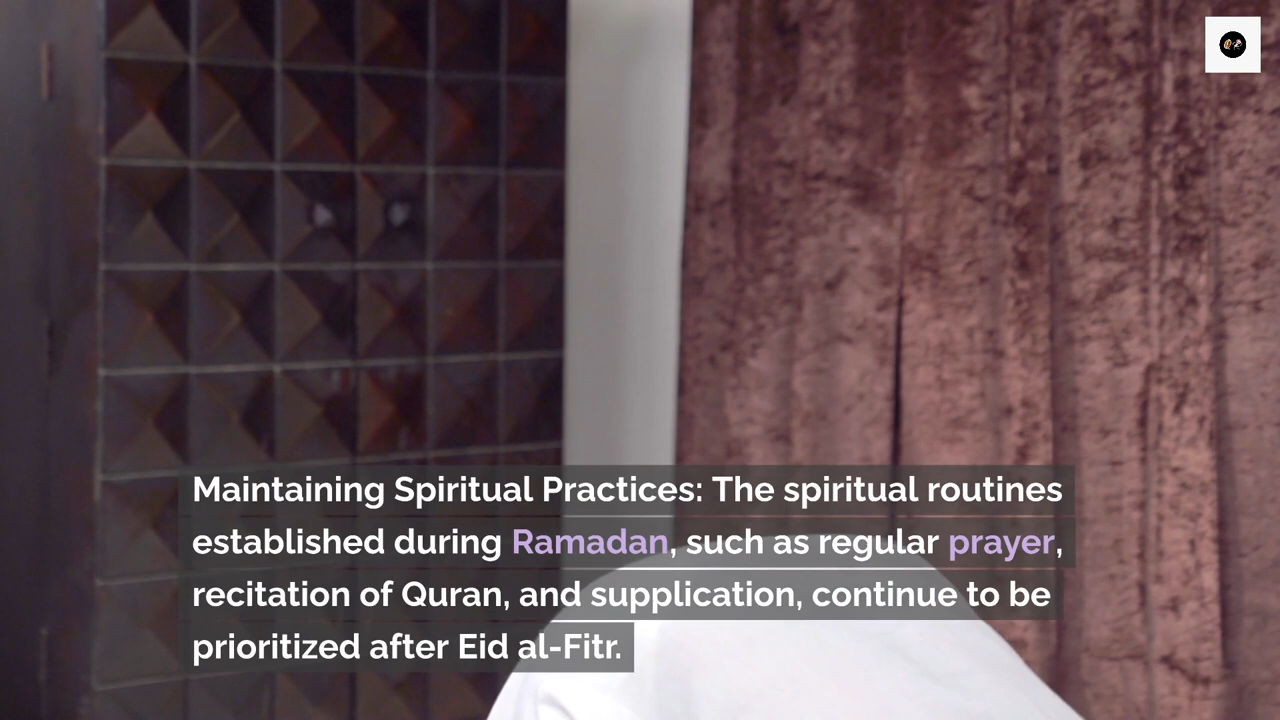 Maintaining Spiritual Practices: The spiritual routines
established during Ramadan, such as regular prayer,
recitation of Quran, and supplication, continue to be
prioritized after Eid al-Fitr.